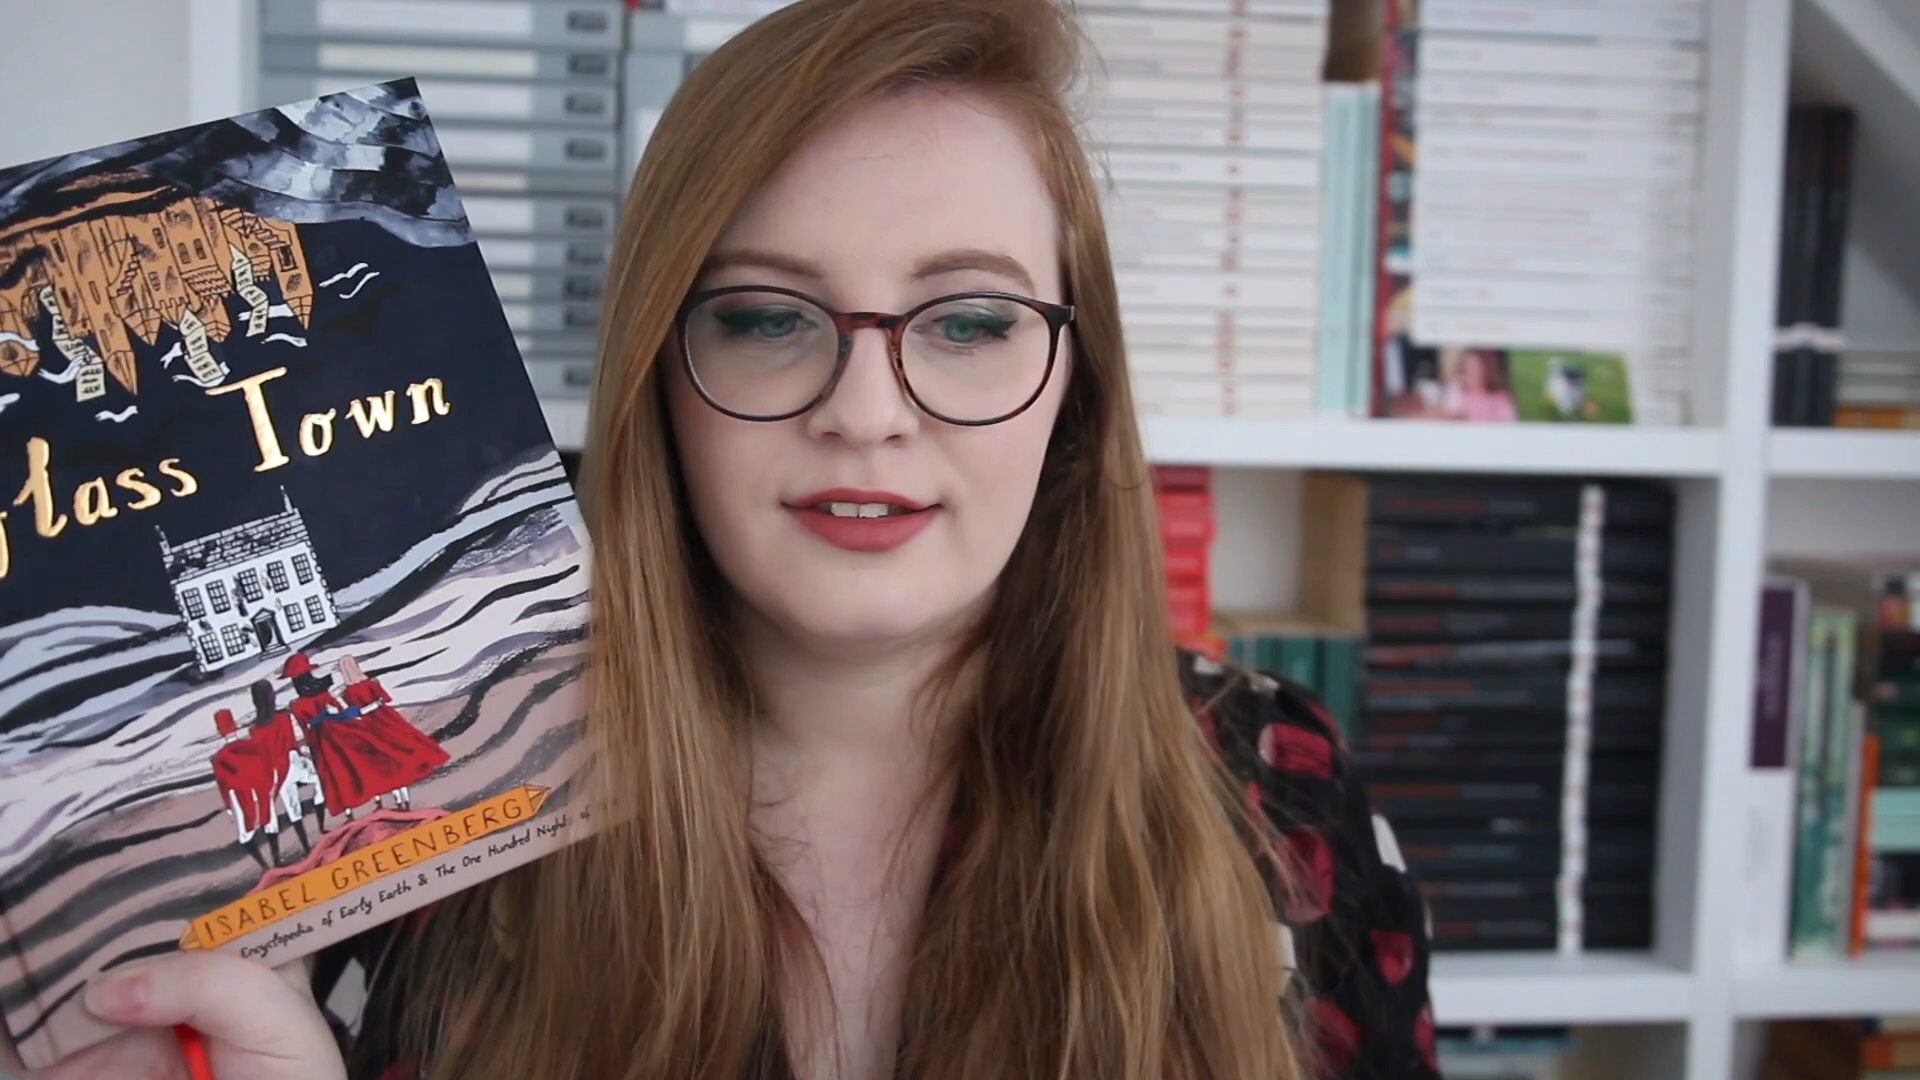 glass Town
ISABEL GREENBERG
Encyclopedia of Early Earth & The One Hundred Nights of